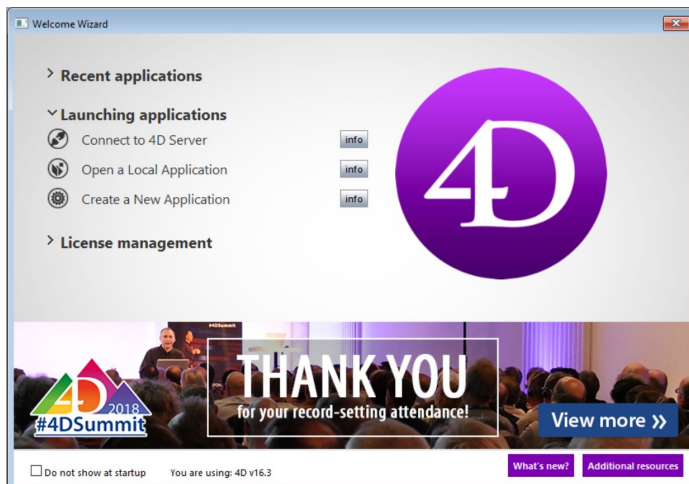 Welcome Wizard
Recent applications
Launching applications
Connect to 4D Server
info
Open a Local Application
info
Create a New Application
info
License management
4D
#4DSummit
THANK YOU
for your record-setting attendance!
4D
2018
#4DSummit
View more »
Do not show at startup
You are using: 4D v16.3
What's new?
Additional resources